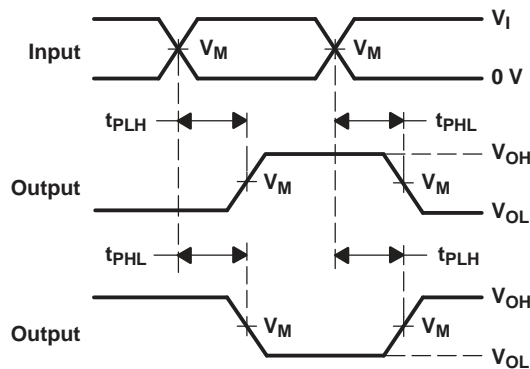 V_I
Input V_M V_M
0 V
t_PLH t_PHL
V_OH
Output V_M V_M
V_OL
t_PHL t_PLH
V_OH
Output V_M V_M
V_OL